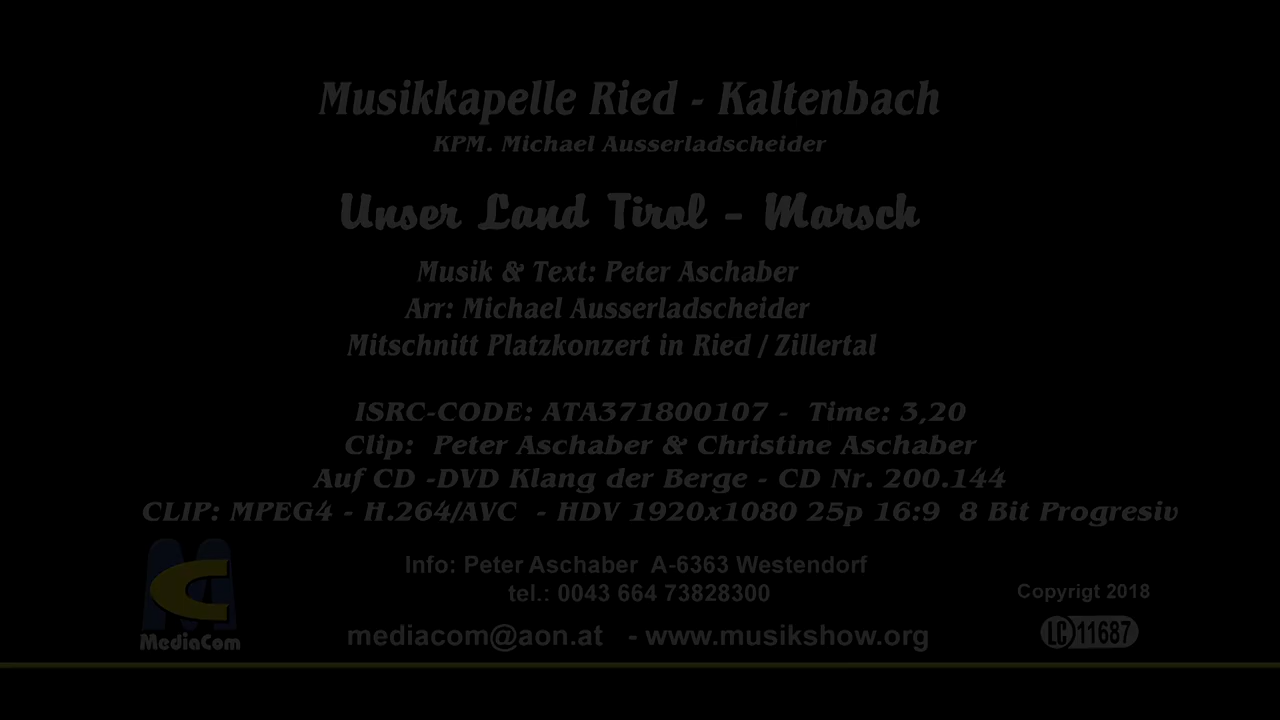 Musikkapelle Ried - Kaltenbach
KPM. Michael Ausserladscheider
Unser Land Tirol - Marsch
Musik & Text: Peter Aschaber
Arr: Michael Ausserladscheider
Mitschnitt Platzkonzert in Ried / Zillertal
ISRC-CODE: ATA371800107 - Time: 3,20
Clip: Peter Aschaber & Christine Aschaber
Auf CD -DVD Klang der Berge - CD Nr. 200.144
CLIP: MPEG4 - H.264/AVC - HDV 1920x1080 25p 16:9 8 Bit Progresiv
Info: Peter Aschaber A-6363 Westendorf
tel.: 0043 664 73828300
Copyrigt 2018
mediacom@aon.at - www.musikshow.org
MC
MediaCom
LC 11687